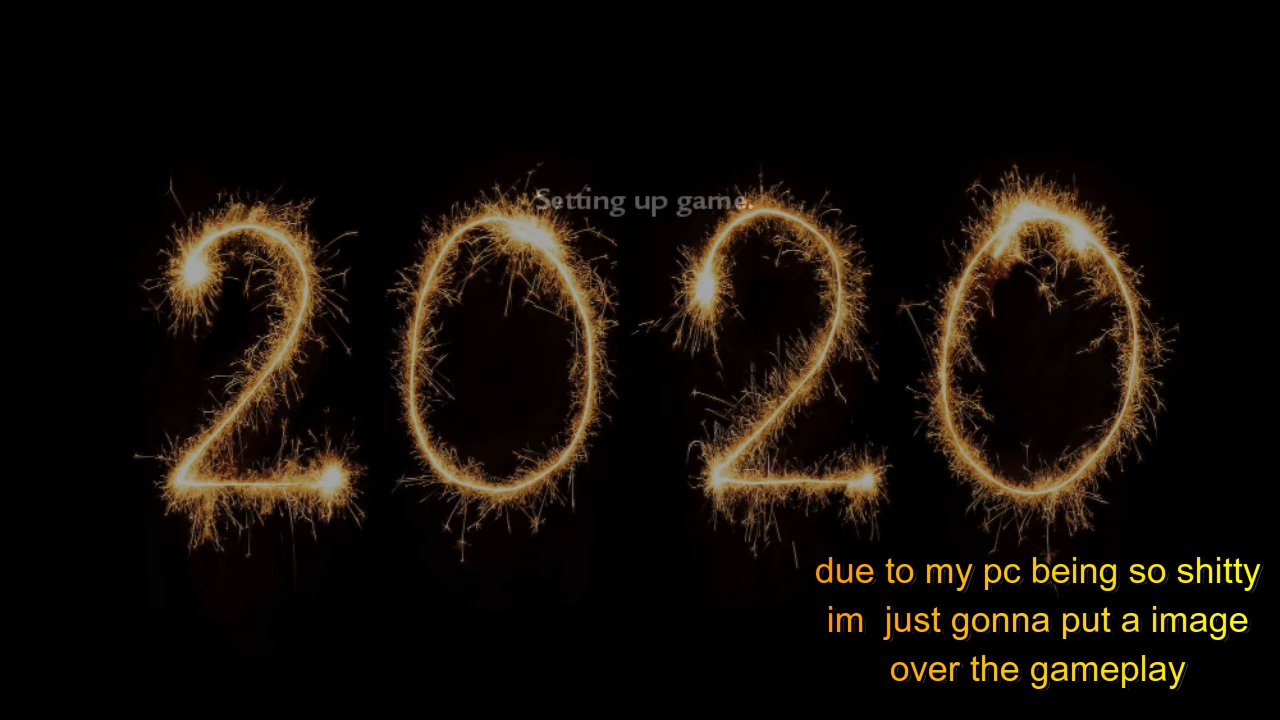 Setting up game.
2020
due to my pc being so shitty
im  just gonna put a image
over the gameplay